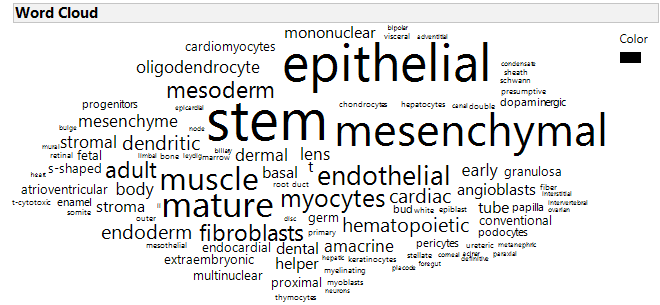 Word Cloud
Color
bipolar
mononuclear visceral adventitial
cardiomyocytes
epithelial
oligodendrocyte
condensate
sheath
schwann
mesoderm
presumptive
progenitors epicardial
stem
chondrocytes hepatocytes canal double dopaminergic
mesenchyme
bulge node
mesenchymal
mural stromal dendritic
retinal fetal limbal bone leydig marrow biliary dermal lens
s-shaped adult
heart
muscle basal t endothelial early granulosa
atrioventricular body
root duct
angioblasts fiber
interstitial
t-cytotoxic enamel stroma ii mature myocytes cardiac
bud white epiblast tube papilla intervertebral
ovarian
somite
outer disc germ hematopoietic conventional
endoderm fibroblasts primary podocytes
mesothelial endocardial dental amacrine pericytes ureteric metanephric
stellate corneal acinar paraxial
extraembryonic helper hepatic keratinocytes foregut definitive
myelinating placode
multinuclear proximal myoblasts
neurons
thymocytes